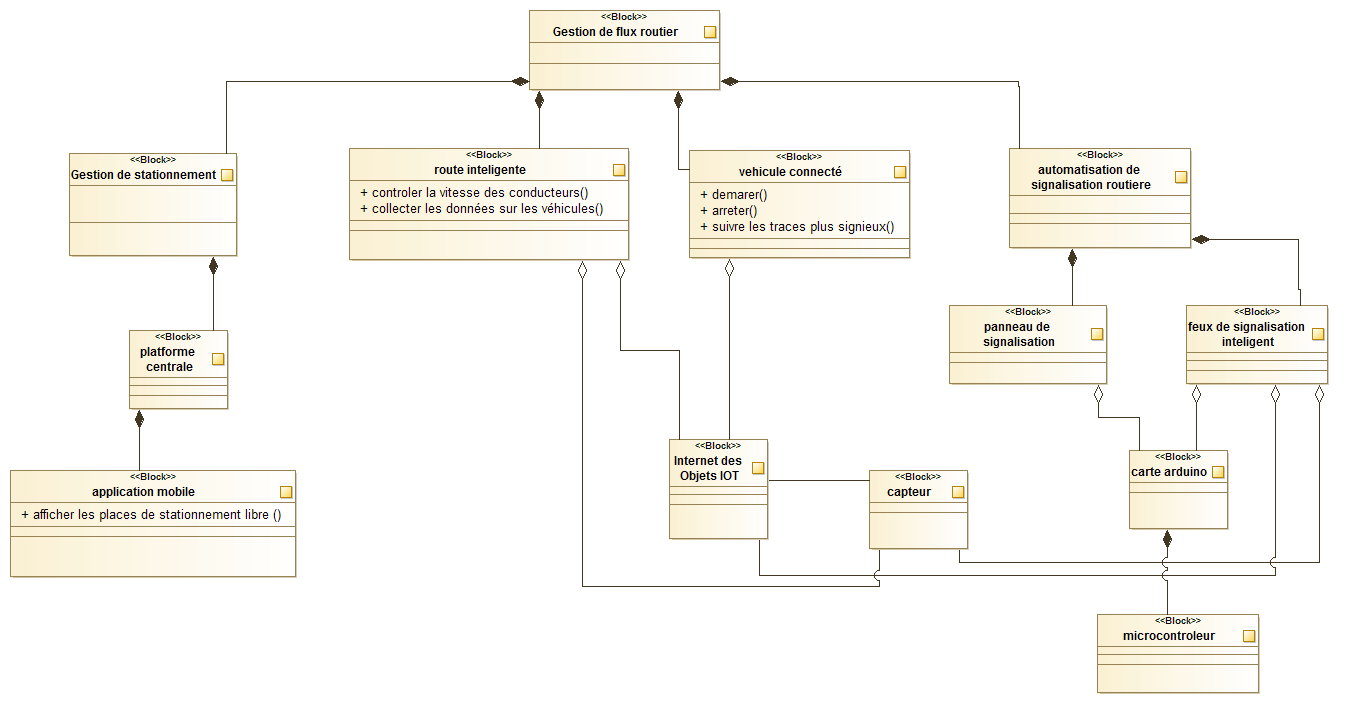 <<Block>>
Gestion de flux routier
<<Block>>
Gestion de stationnement
<<Block>>
route inteligente
+ controler la vitesse des conducteurs()
+ collecter les données sur les véhicules()
<<Block>>
vehicule connecté
+ demarer()
+ arreter()
+ suivre les traces plus signieux()
<<Block>>
automatisation de
signalisation routiere
<<Block>>
platforme
centrale
<<Block>>
panneau de
signalisation
<<Block>>
feux de signalisation
inteligent
<<Block>>
application mobile
+ afficher les places de stationnement libre ()
<<Block>>
Internet des
Objets IOT
<<Block>>
capteur
<<Block>>
carte arduino
<<Block>>
microcontroleur